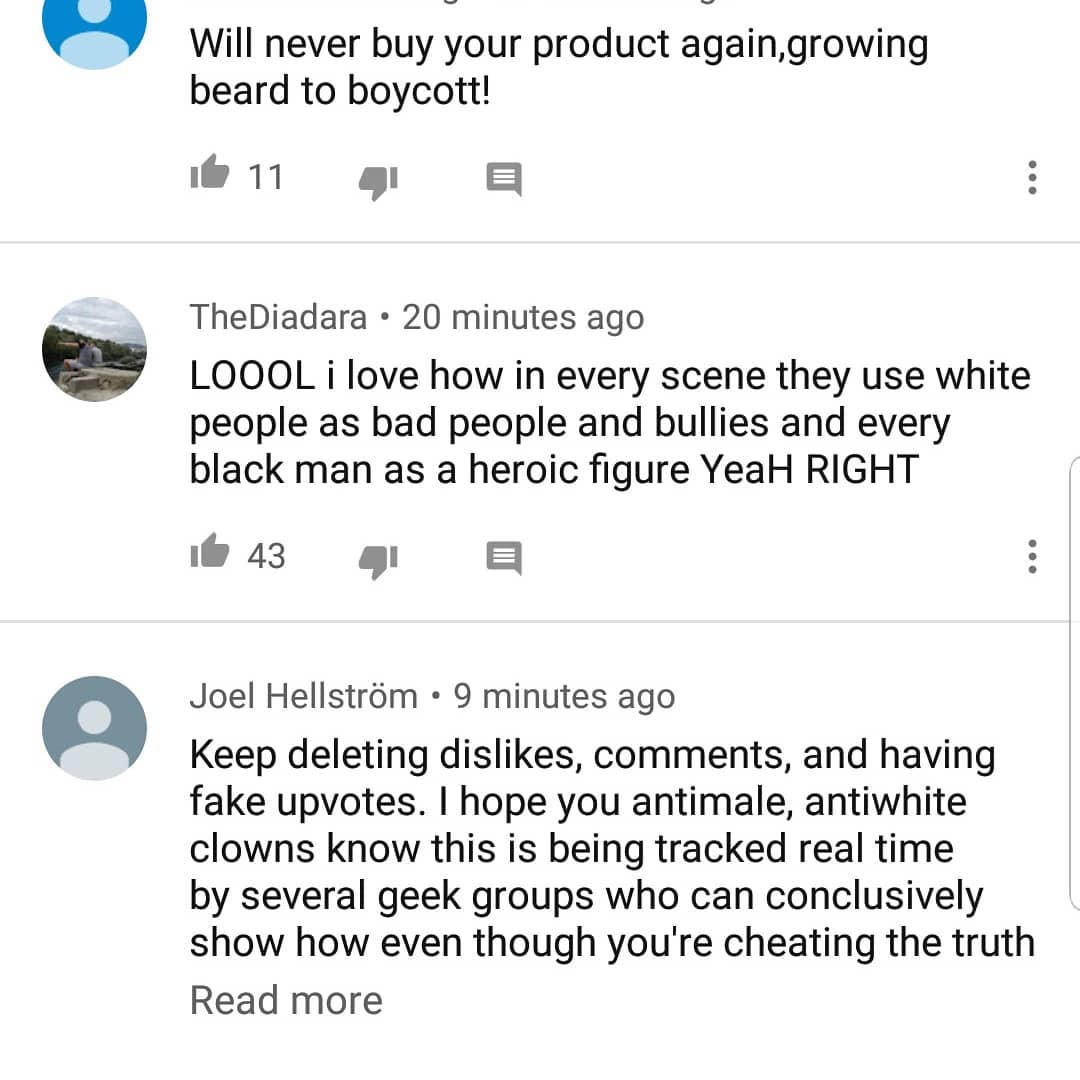 Will never buy your product again,growing
beard to boycott!
11
TheDiadara • 20 minutes ago
LOOOL i love how in every scene they use white
people as bad people and bullies and every
black man as a heroic figure YeaH RIGHT
43
Joel Hellström • 9 minutes ago
Keep deleting dislikes, comments, and having
fake upvotes. I hope you antimale, antiwhite
clowns know this is being tracked real time
by several geek groups who can conclusively
show how even though you're cheating the truth
Read more